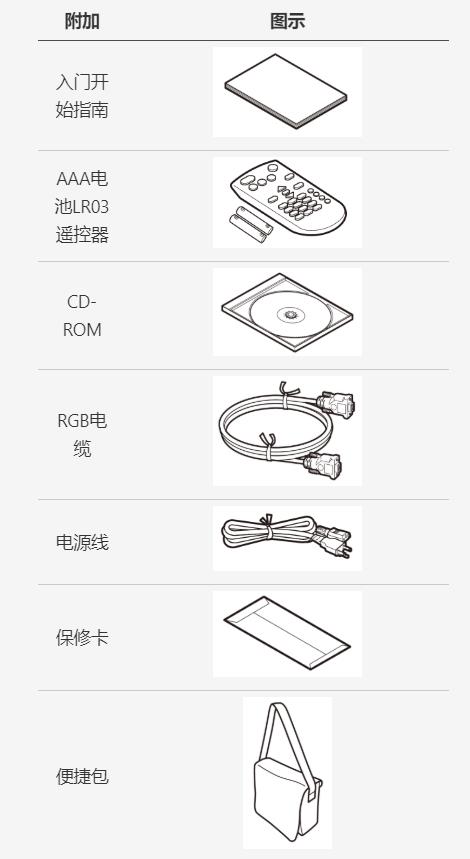 附加 图示
入门开
始指南
AAA电
池LR03
遥控器
CD-
ROM
RGB电
缆
电源线
保修卡
便捷包